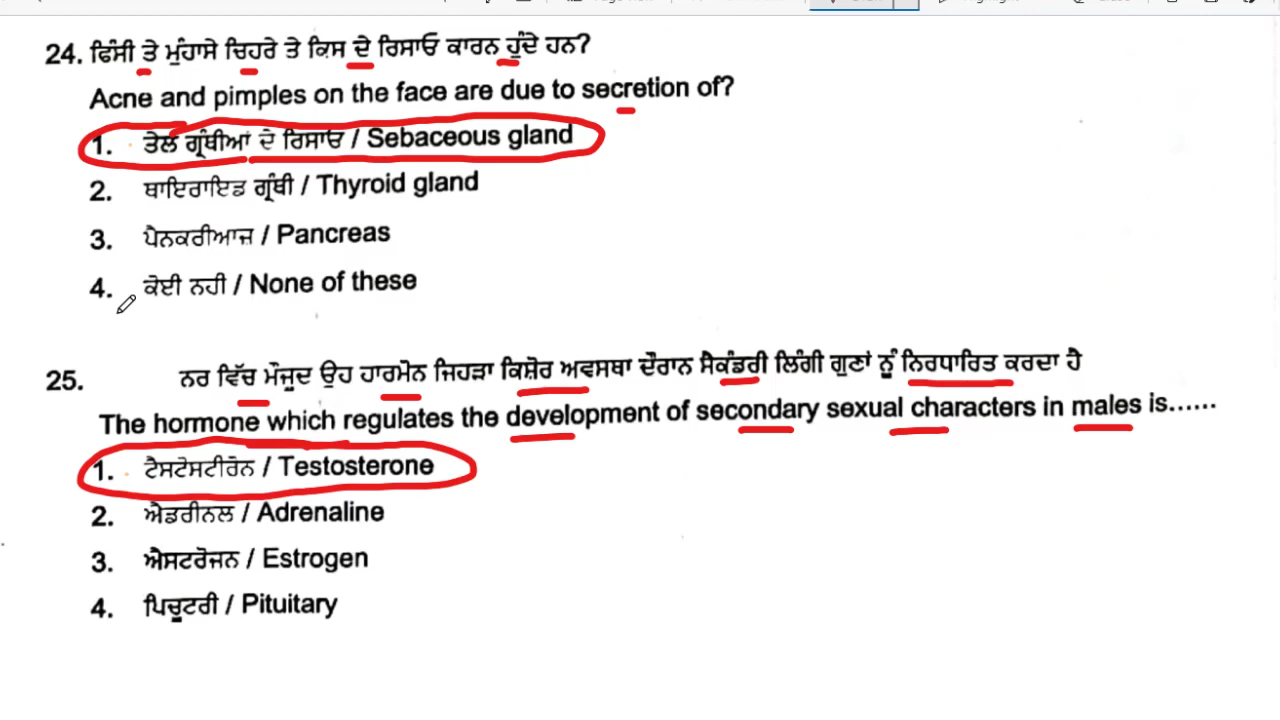 24. ਫਿੰਸੀ ਤੇ ਮੁੰਹਾਸੇ ਚਿਹਰੇ ਤੇ ਕਿਸ ਦੇ ਰਿਸਾਓ ਕਾਰਨ ਹੁੰਦੇ ਹਨ?
Acne and pimples on the face are due to secretion of?
1. ਤੇਲ ਗ੍ਰੰਥੀਆਂ ਦੇ ਰਿਸਾਓ / Sebaceous gland
2. ਥਾਇਰਾਇਡ ਗ੍ਰੰਥੀ / Thyroid gland
3. ਪੈਨਕਰੀਆਜ਼ / Pancreas
4. ਕੋਈ ਨਹੀ / None of these
25. ਨਰ ਵਿੱਚ ਮੌਜੂਦ ਉਹ ਹਾਰਮੋਨ ਜਿਹੜਾ ਕਿਸ਼ੋਰ ਅਵਸਥਾ ਦੌਰਾਨ ਸੈਕੰਡਰੀ ਲਿੰਗੀ ਗੁਣਾਂ ਨੂੰ ਨਿਰਧਾਰਿਤ ਕਰਦਾ ਹੈ
The hormone which regulates the development of secondary sexual characters in males is......
1. ਟੈਸਟੋਸਟੀਰੋਨ / Testosterone
2. ਐਡਰੀਨਲ / Adrenaline
3. ਐਸਟਰੋਜਨ / Estrogen
4. ਪਿਚੂਟਰੀ / Pituitary